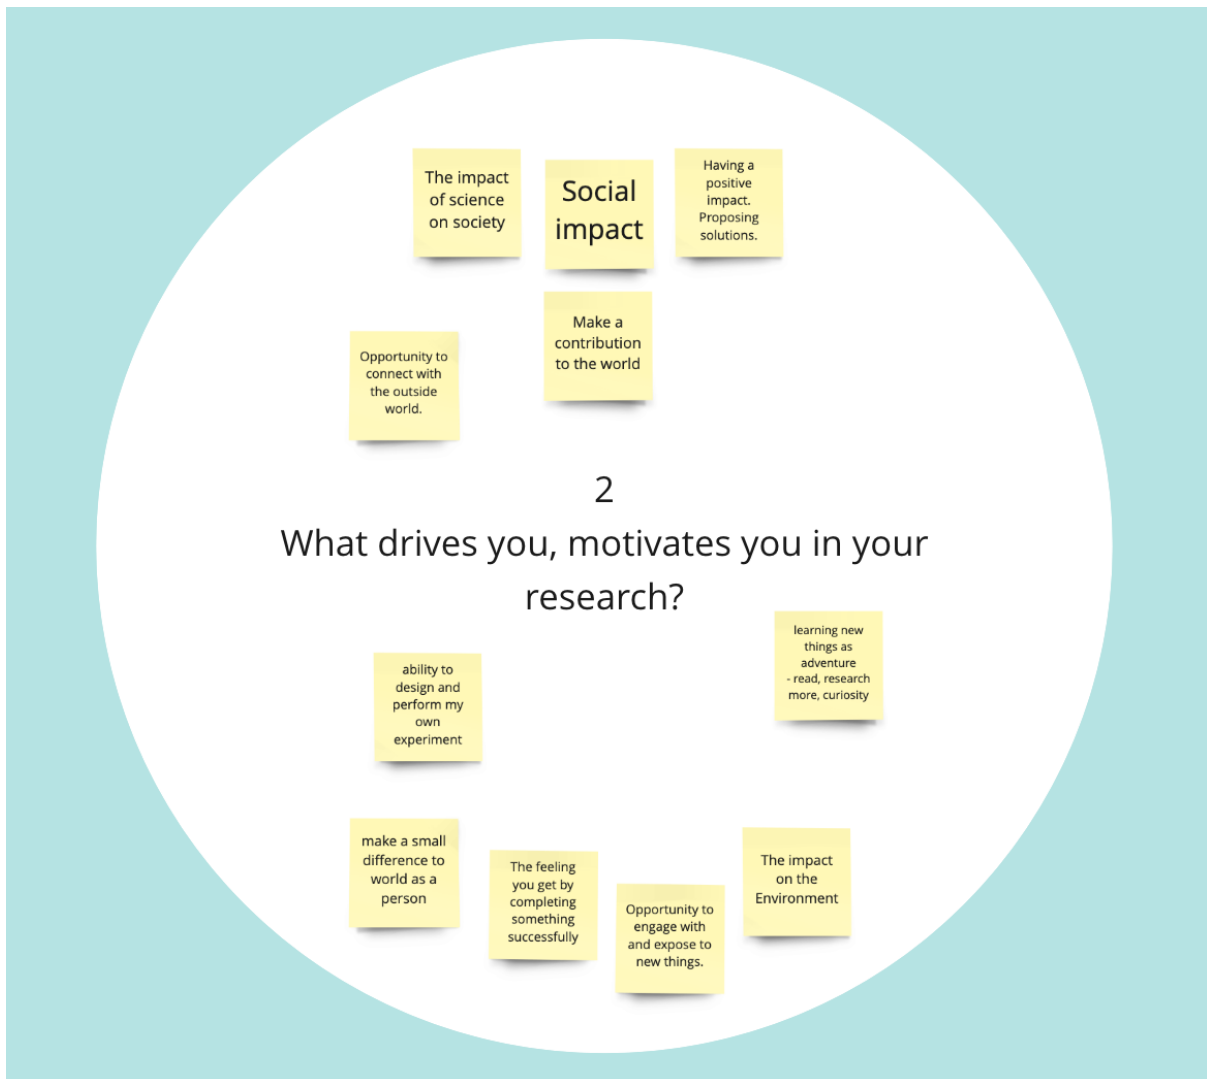 The impact
of science
on society
Social
impact
Having a
positive
impact.
Proposing
solutions.
Opportunity to
connect with
the outside
world.
Make a
contribution
to the world
2
What drives you, motivates you in your
research?
ability to
design and
perform my
own
experiment
learning new
things as
adventure
- read, research
more, curiosity
make a small
difference to
world as a
person
The feeling
you get by
completing
something
successfully
Opportunity to
engage with
and expose to
new things.
The impact
on the
Environment